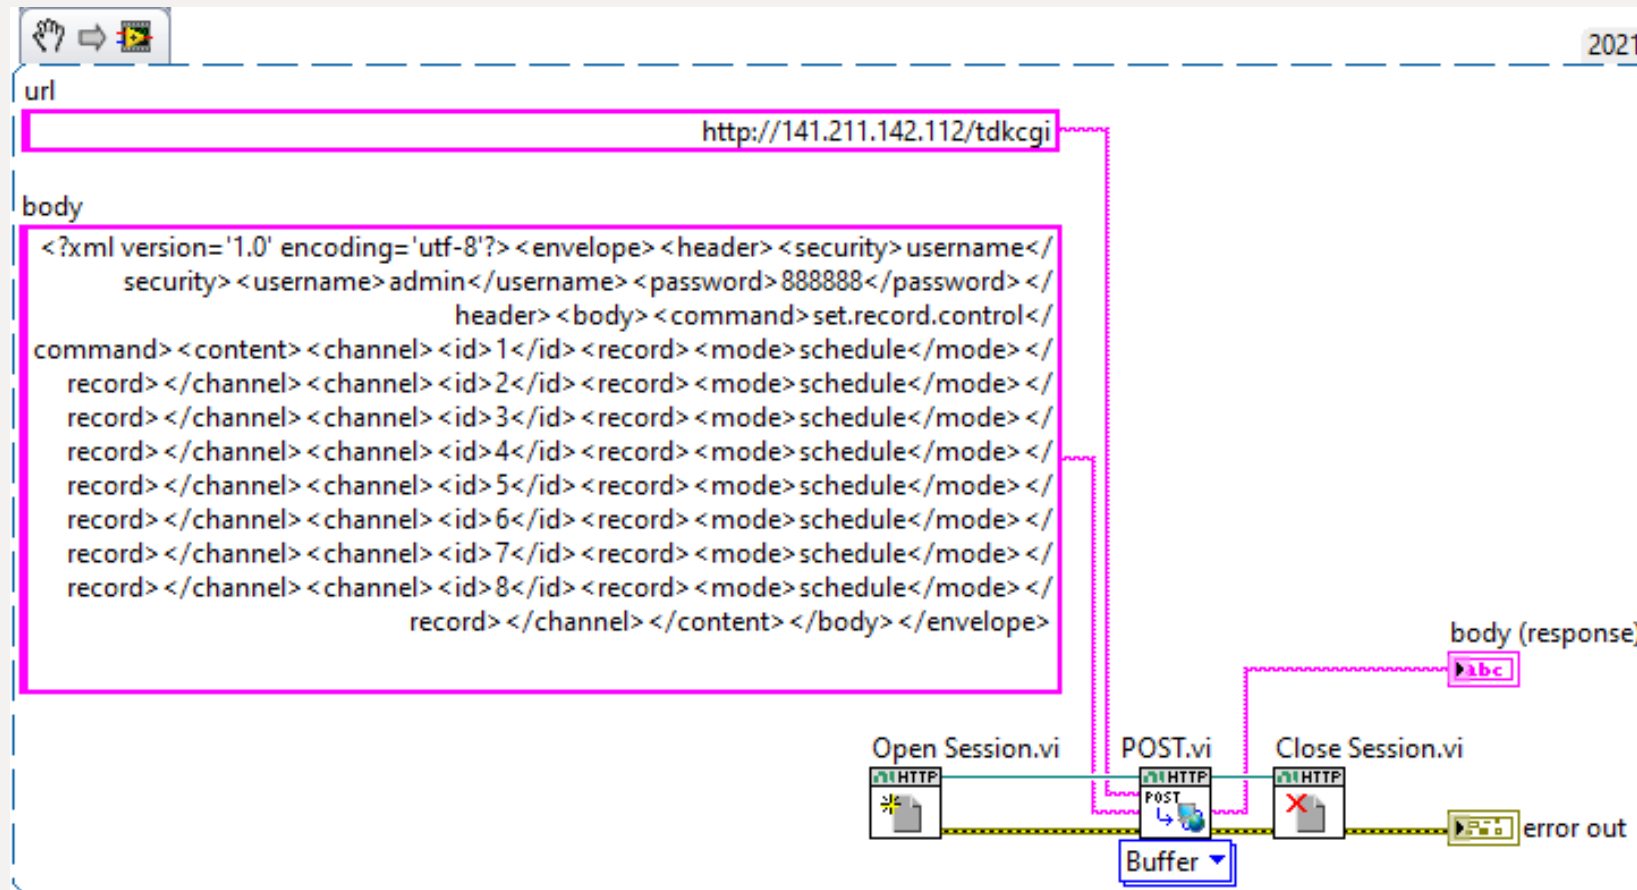 2021
url
http://141.211.142.112/tdkcgi
body
<?xml version='1.0' encoding='utf-8'?><envelope><header><security>username</
security><username>admin</username><password>888888</password></
header><body><command>set.record.control</
command><content><channel><id>1</id><record><mode>schedule</mode></
record></channel><channel><id>2</id><record><mode>schedule</mode></
record></channel><channel><id>3</id><record><mode>schedule</mode></
record></channel><channel><id>4</id><record><mode>schedule</mode></
record></channel><channel><id>5</id><record><mode>schedule</mode></
record></channel><channel><id>6</id><record><mode>schedule</mode></
record></channel><channel><id>7</id><record><mode>schedule</mode></
record></channel><channel><id>8</id><record><mode>schedule</mode></
record></channel></content></body></envelope>
body (response)
abc
Open Session.vi POST.vi Close Session.vi
HTTP HTTP HTTP
POST
error out
Buffer